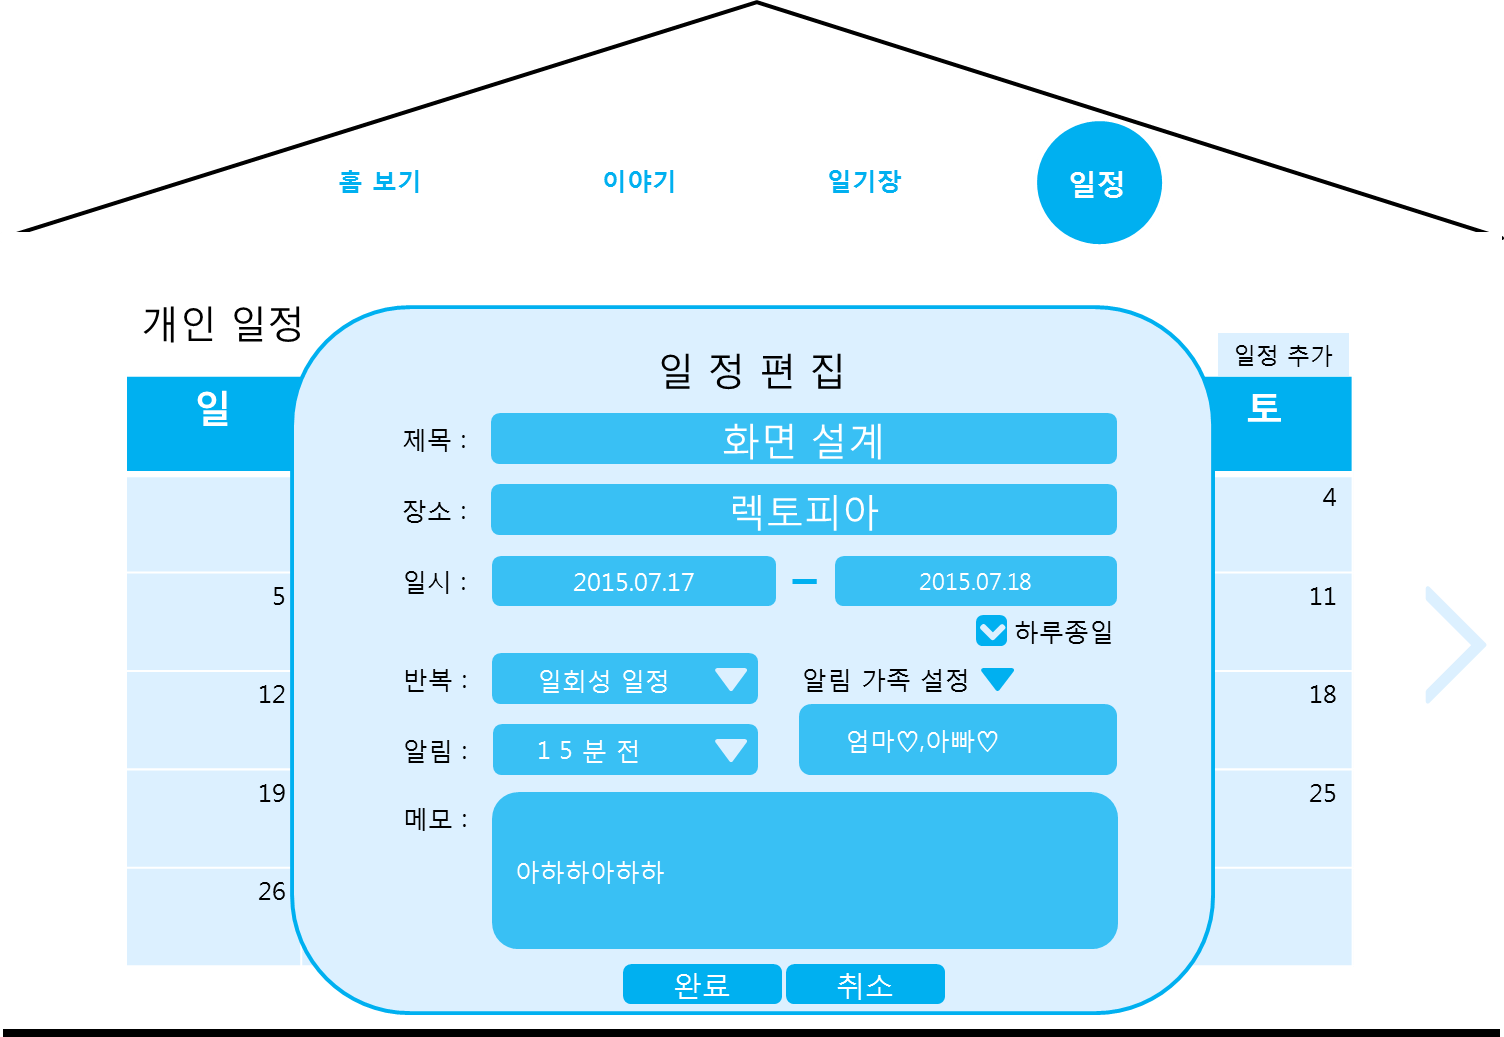 홈 보기 이야기 일기장 일정
개인 일정
일정 추가
일 토
일 정 편 집
제목 : 화면 설계
장소 : 렉토피아
4
일시 : 2015.07.17 - 2015.07.18
5 11
하루종일
반복 : 일회성 일정 알림 가족 설정
12 18
알림 : 1 5 분 전 엄마♡,아빠♡
19 25
메모 :
아하하아하하
26
완료 취소